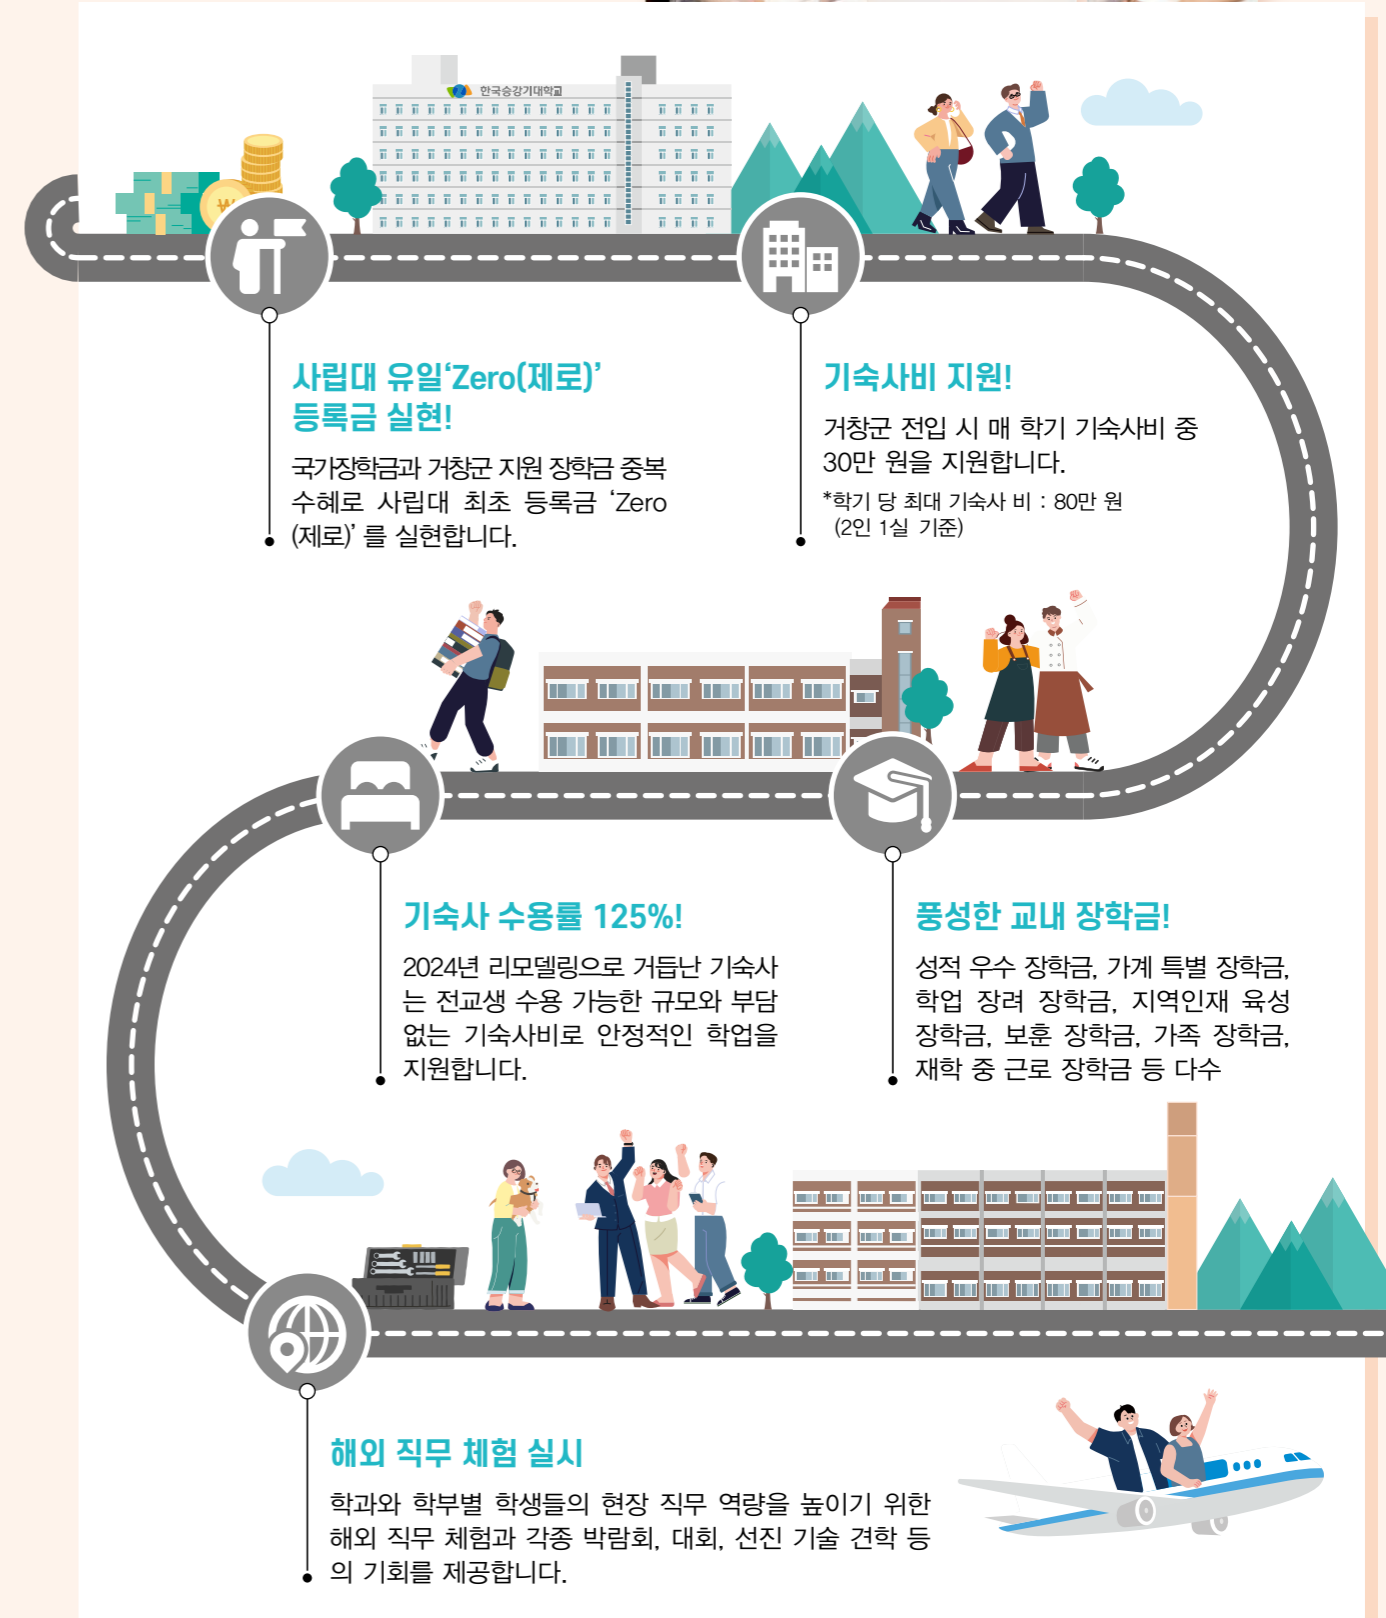 한국승강기대학교
사립대 유일‘Zero(제로)’
등록금 실현!
국가장학금과 거창군 지원 장학금 중복
수혜로 사립대 최초 등록금 ‘Zero
(제로)’ 를 실현합니다.
기숙사비 지원!
거창군 전입 시 매 학기 기숙사비 중
30만 원을 지원합니다.
*학기 당 최대 기숙사 비 : 80만 원
(2인 1실 기준)
기숙사 수용률 125%!
2024년 리모델링으로 거듭난 기숙사
는 전교생 수용 가능한 규모와 부담
없는 기숙사비로 안정적인 학업을
지원합니다.
풍성한 교내 장학금!
성적 우수 장학금, 가계 특별 장학금,
학업 장려 장학금, 지역인재 육성
장학금, 보훈 장학금, 가족 장학금,
재학 중 근로 장학금 등 다수
해외 직무 체험 실시
학과와 학부별 학생들의 현장 직무 역량을 높이기 위한
해외 직무 체험과 각종 박람회, 대회, 선진 기술 견학 등
의 기회를 제공합니다.